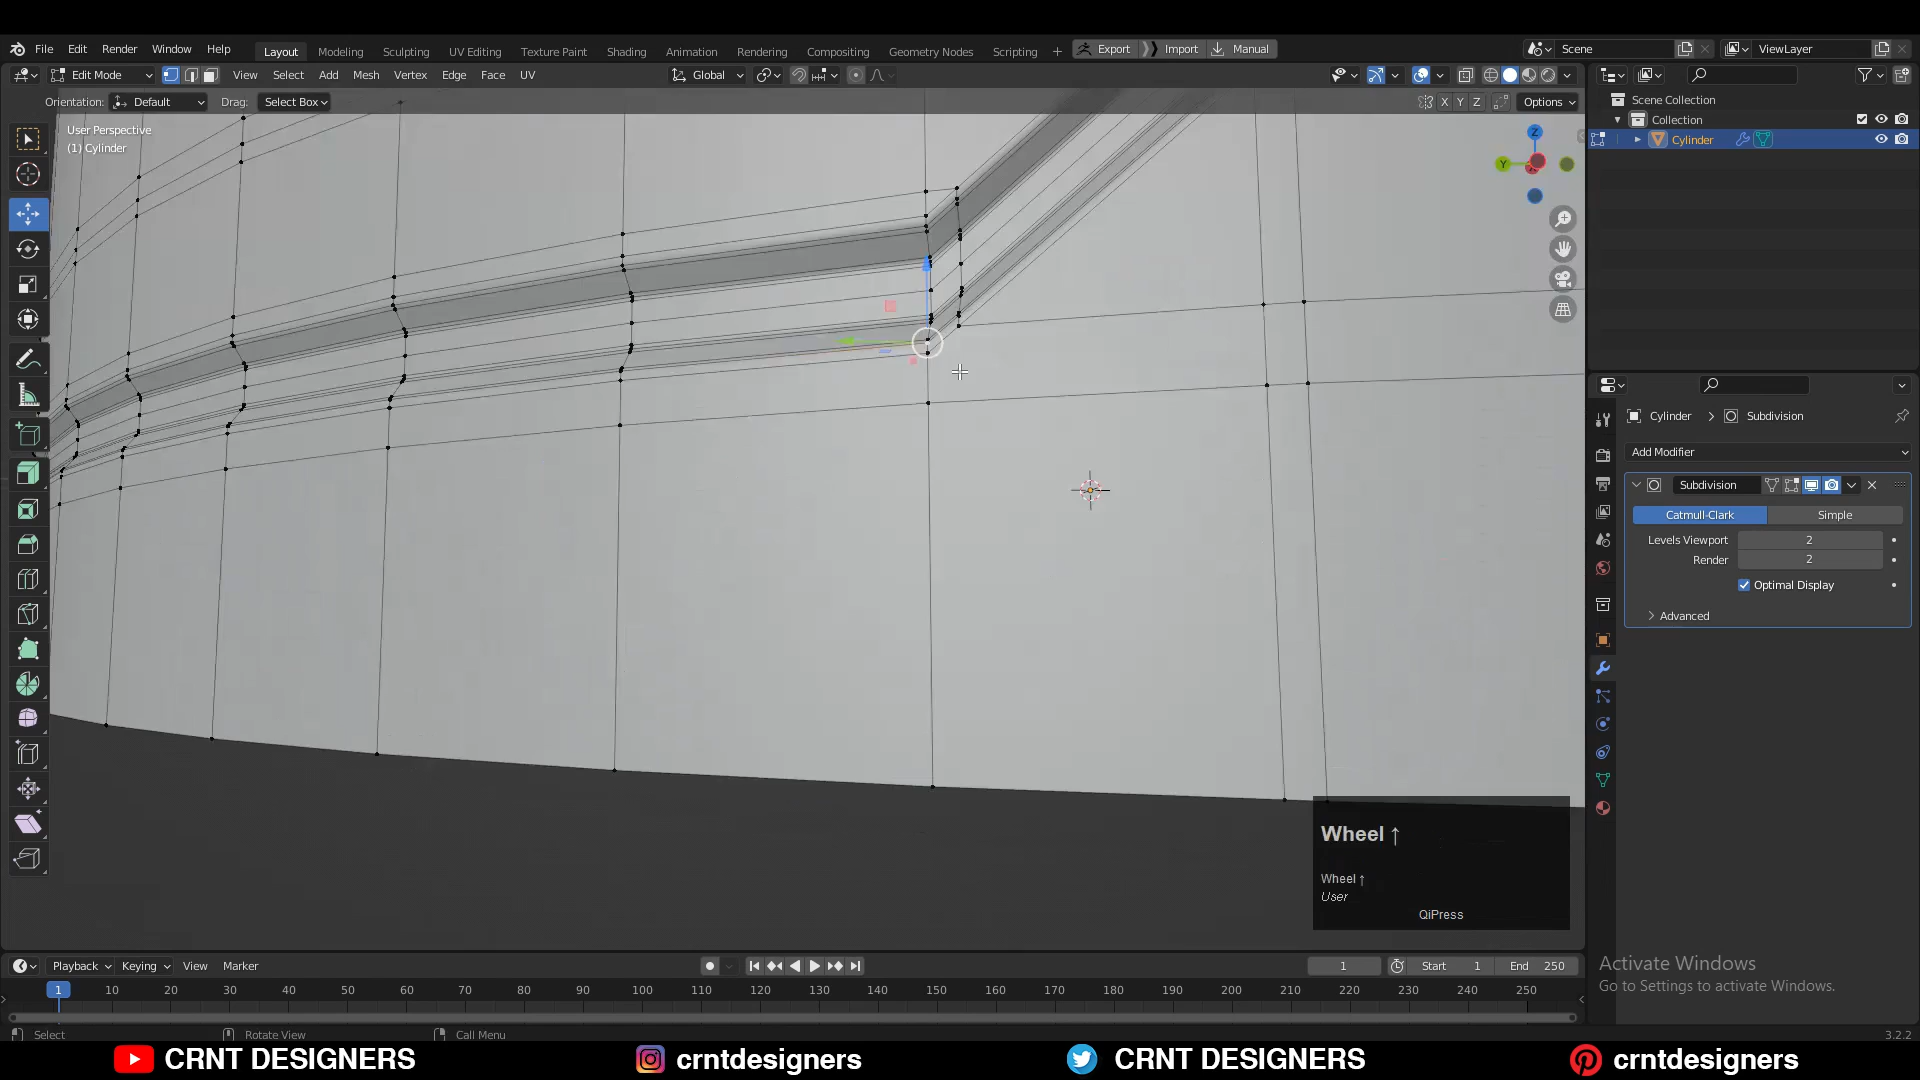 File Edit Render Window Help
Layout Modeling Sculpting UV Editing Texture Paint Shading Animation Rendering Compositing Geometry Nodes Scripting +
Export Import Manual
Scene
ViewLayer
Edit Mode View Select Add Mesh Vertex Edge Face UV
Global
Orientation: Default Drag: Select Box
X Y Z Options
User Perspective
(1) Cylinder
Z
Y
Scene Collection
Collection
Cylinder
Cylinder > Subdivision
Add Modifier
Subdivision
Catmull-Clark Simple
Levels Viewport 2
Render 2
Optimal Display
Advanced
Wheel ↑
Wheel ↑
User
QiPress
Playback Keying View Marker
1 Start 1 End 250
1 10 20 30 40 50 60 70 80 90 100 110 120 130 140 150 160 170 180 190 200 210 220 230 240 250
Activate Windows
Go to Settings to activate Windows.
Select Rotate View Call Menu
3.2.2
CRNT DESIGNERS crntdesigners CRNT DESIGNERS crntdesigners